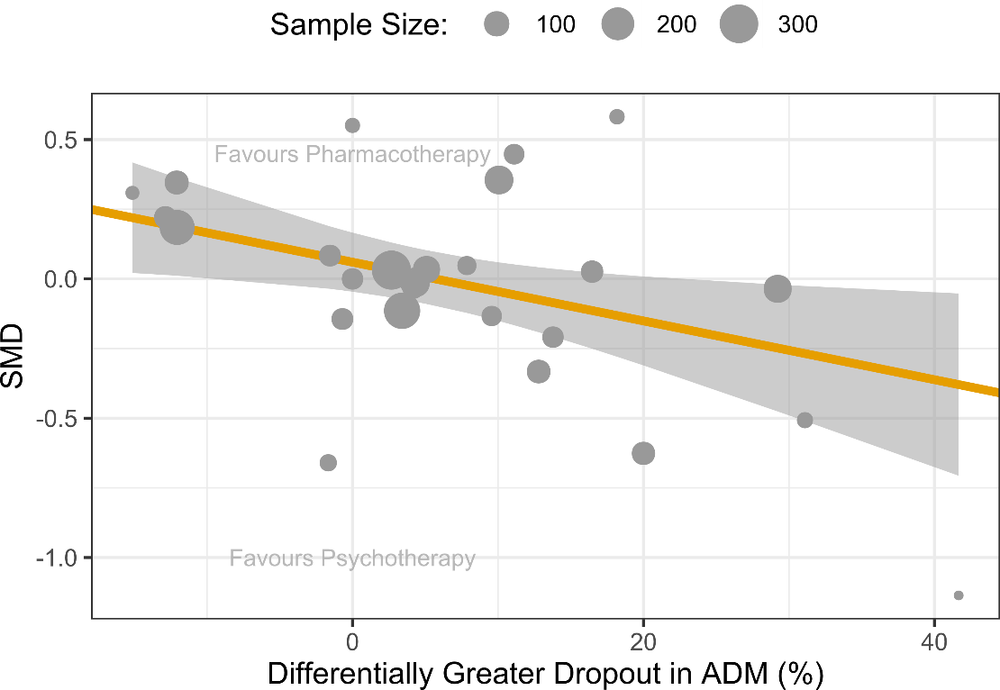 Sample Size: 100 200 300
0.5
Favours Pharmacotherapy
0.0
SMD
-0.5
-1.0
Favours Psychotherapy
0 20 40
Differentially Greater Dropout in ADM (%)